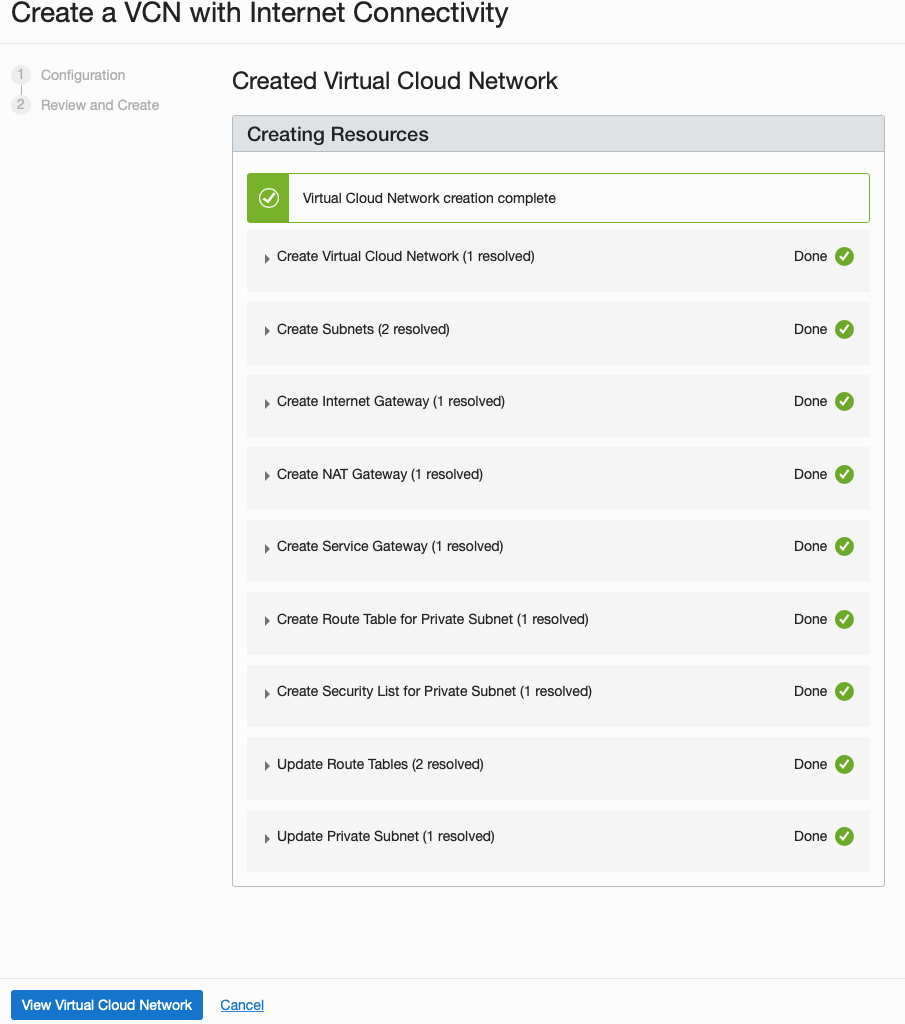 Create a VCN with Internet Connectivity
1 Configuration
2 Review and Create
Created Virtual Cloud Network
Creating Resources
Virtual Cloud Network creation complete
Create Virtual Cloud Network (1 resolved) Done
Create Subnets (2 resolved) Done
Create Internet Gateway (1 resolved) Done
Create NAT Gateway (1 resolved) Done
Create Service Gateway (1 resolved) Done
Create Route Table for Private Subnet (1 resolved) Done
Create Security List for Private Subnet (1 resolved) Done
Update Route Tables (2 resolved) Done
Update Private Subnet (1 resolved) Done
View Virtual Cloud Network Cancel